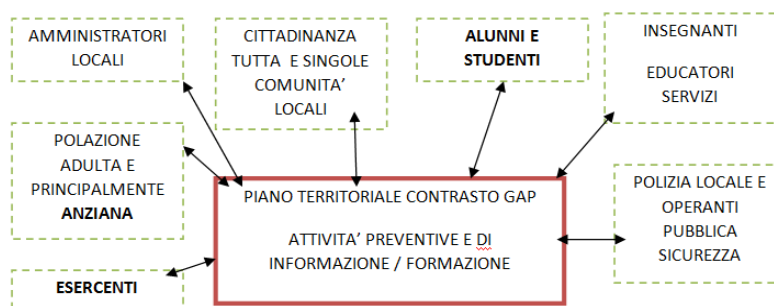 AMMINISTRATORI
LOCALI
CITTADINANZA
TUTTA E SINGOLE
COMUNITA’
LOCALI
ALUNNI E
STUDENTI
INSEGNANTI
EDUCATORI
SERVIZI
POLAZIONE
ADULTA E
PRINCIPALMENTE
ANZIANA
PIANO TERRITORIALE CONTRASTO GAP
ATTIVITA’ PREVENTIVE E DI
INFORMAZIONE / FORMAZIONE
POLIZIA LOCALE E
OPERANTI
PUBBLICA
SICUREZZA
ESERCENTI